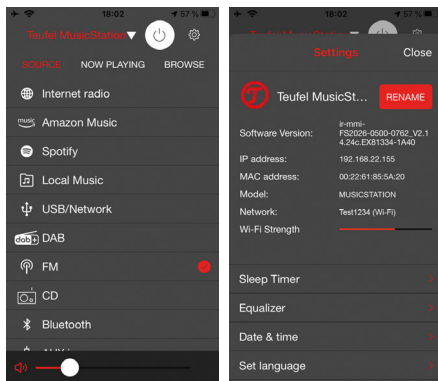 18:02
57 %
Teufel MusicStation▼
SOURCE NOW PLAYING BROWSE
Internet radio
music Amazon Music
Spotify
Local Music
USB/Network
dab+ DAB
FM
CD
Bluetooth
18:02
57 %
Settings Close
Teufel MusicSt... RENAME
Software Version: ir-mmi-
FS2026-0500-0762_V2.1
4.24c.EX81334-1A40
IP address: 192.168.22.155
MAC address: 00:22:61:85:5A:20
Model: MUSICSTATION
Network: Test1234 (Wi-Fi)
Wi-Fi Strength
Sleep Timer
Equalizer
Date & time
Set language